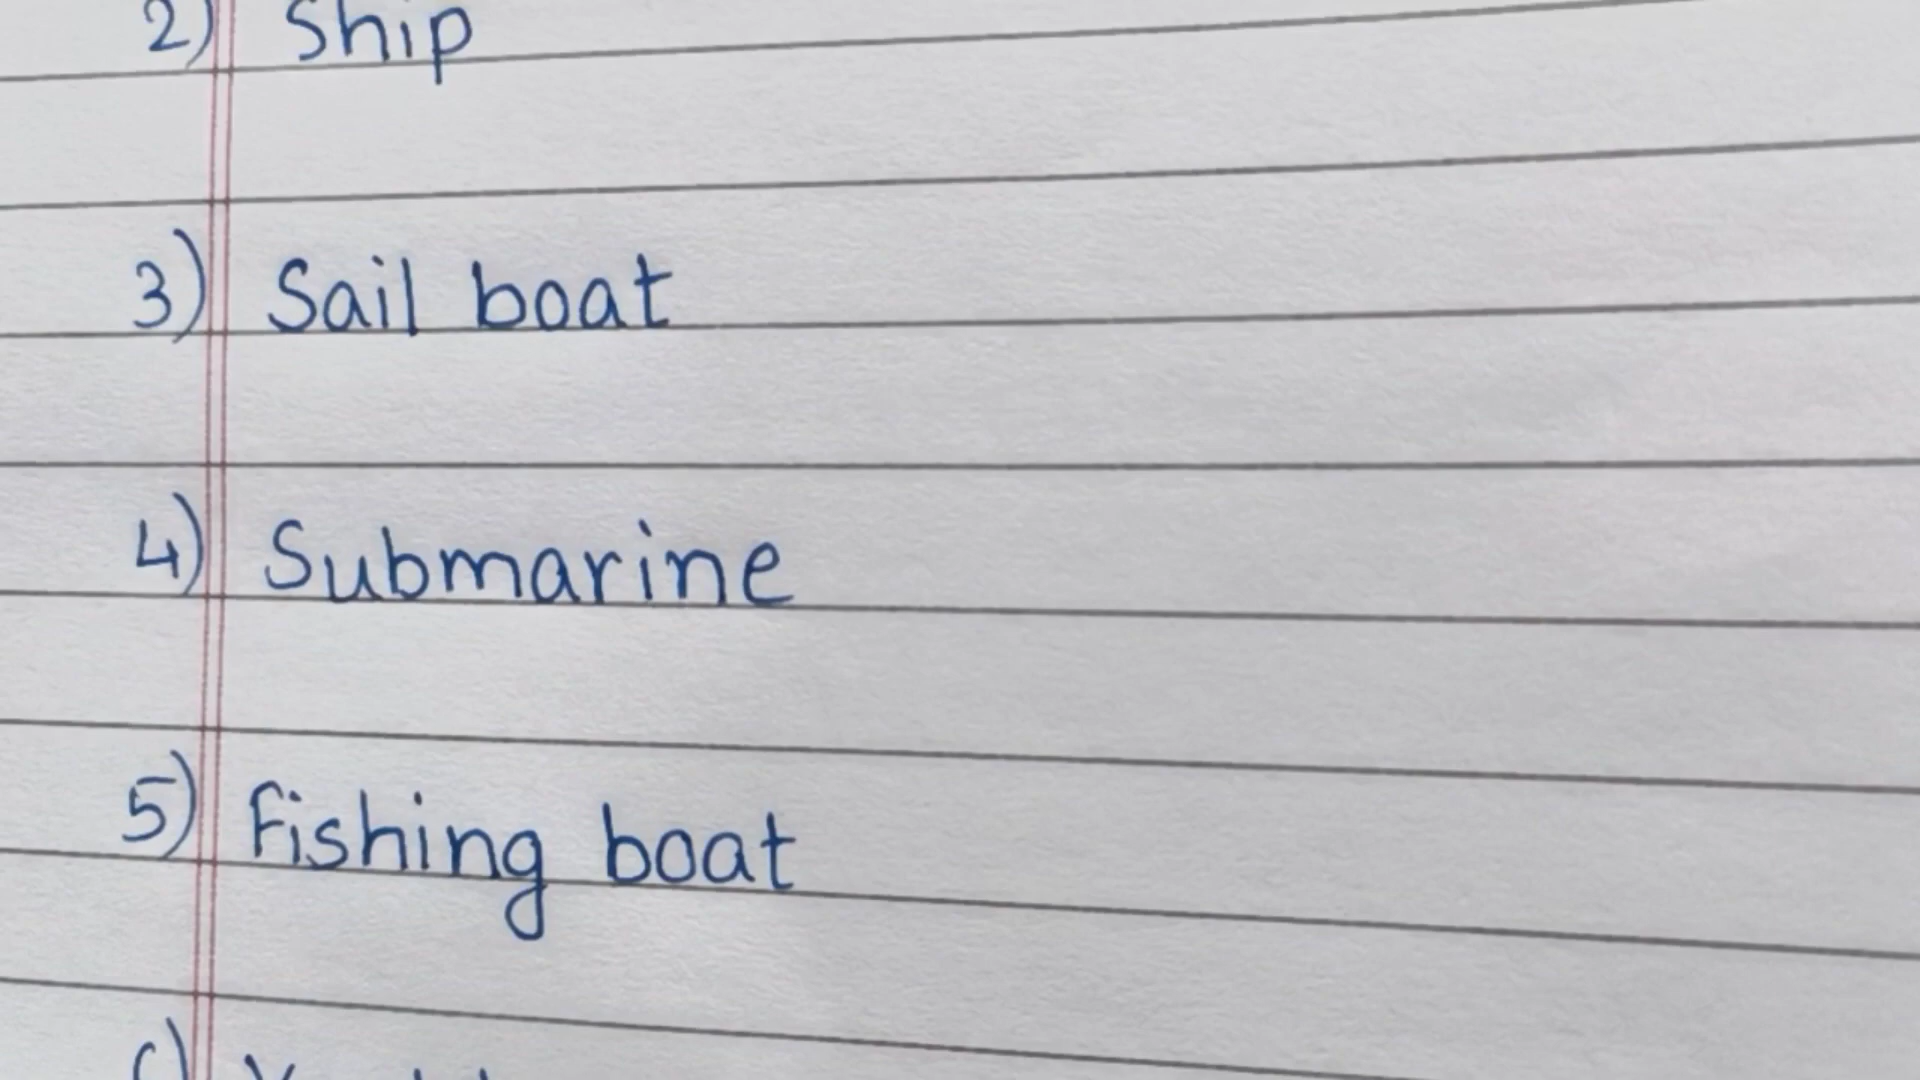 2) Ship
3) Sail boat
4) Submarine
5) Fishing boat